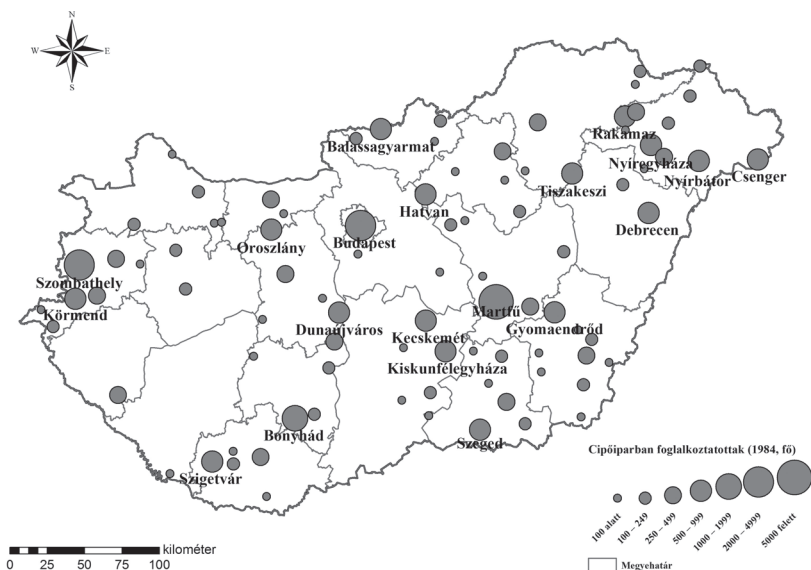 N
W E
S
Balassagyarmat
Rakamaz
Nyíregyháza
Nyírbátor
Csenger
Tiszakeszi
Hatvan
Debrecen
Oroszlány
Budapest
Szombathely
Körmend
Martfű
Dunaújváros
Gyomaendrőd
Kecskemét
Kiskunfélegyháza
Bonyhád
Szeged
Szigetvár
Cipőiparban foglalkoztatottak (1984, fő)
100 alatt
100 – 249
250 – 499
500 – 999
1000 – 1999
2000 – 4999
5000 felett
Megyehatár
kilométer
0 25 50 75 100